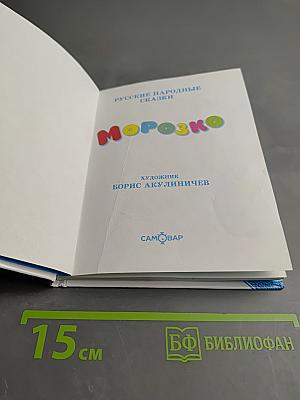 РУССКИЕ НАРОДНЫЕ
СКАЗКИ
МОРОЗКО
ХУДОЖНИК
БОРИС АКУЛИНИЧЕВ
САМОВАР
15 см
БФ БИБЛИОФАН